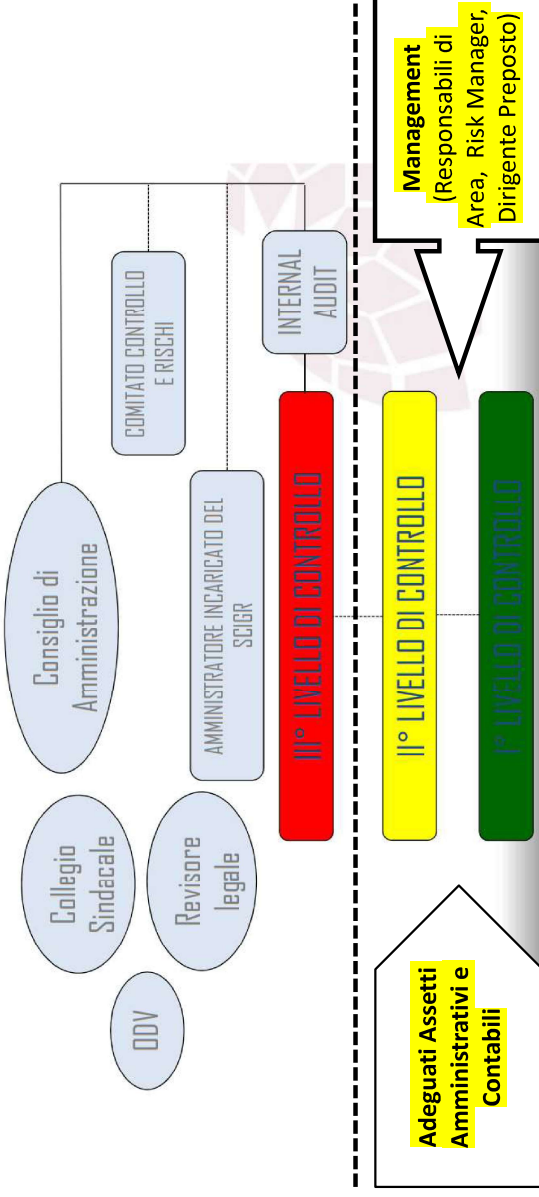 Consiglio di
Amministrazione
Collegio
Sindacale
ODV
Revisore
legale
COMITATO CONTROLLO
E RISCHI
AMMINISTRATORE INCARICATO DEL
SCIGR
INTERNAL
AUDIT
III° LIVELLO DI CONTROLLO
II° LIVELLO DI CONTROLLO
I° LIVELLO DI CONTROLLO
Adeguati Assetti
Amministrativi e
Contabili
Management
(Responsabili di
Area, Risk Manager,
Dirigente Preposto)